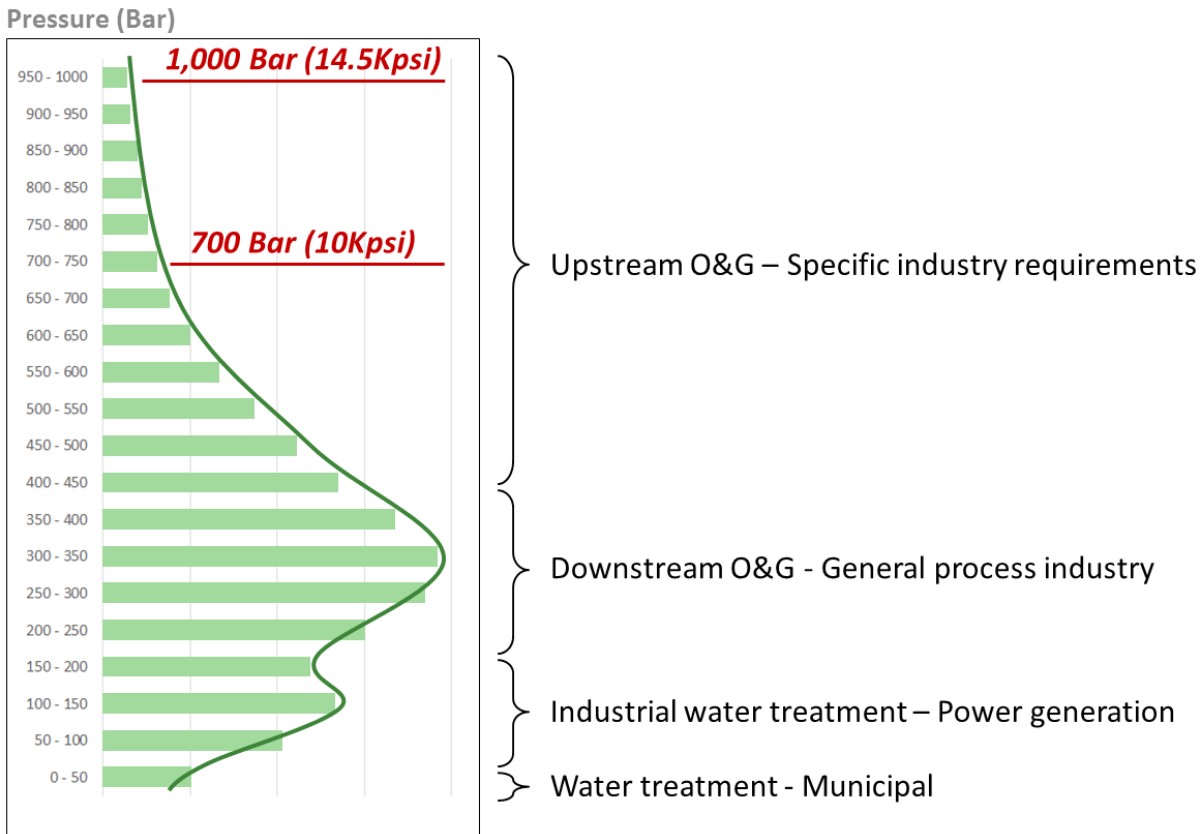 Pressure (Bar)
1,000 Bar (14.5Kpsi)
950 - 1000
900 - 950
850 - 900
800 - 850
750 - 800
700 Bar (10Kpsi)
700 - 750
Upstream O&G – Specific industry requirements
650 - 700
600 - 650
550 - 600
500 - 550
450 - 500
400 - 450
350 - 400
300 - 350
Downstream O&G - General process industry
250 - 300
200 - 250
150 - 200
100 - 150
Industrial water treatment – Power generation
50 - 100
0 - 50
Water treatment - Municipal